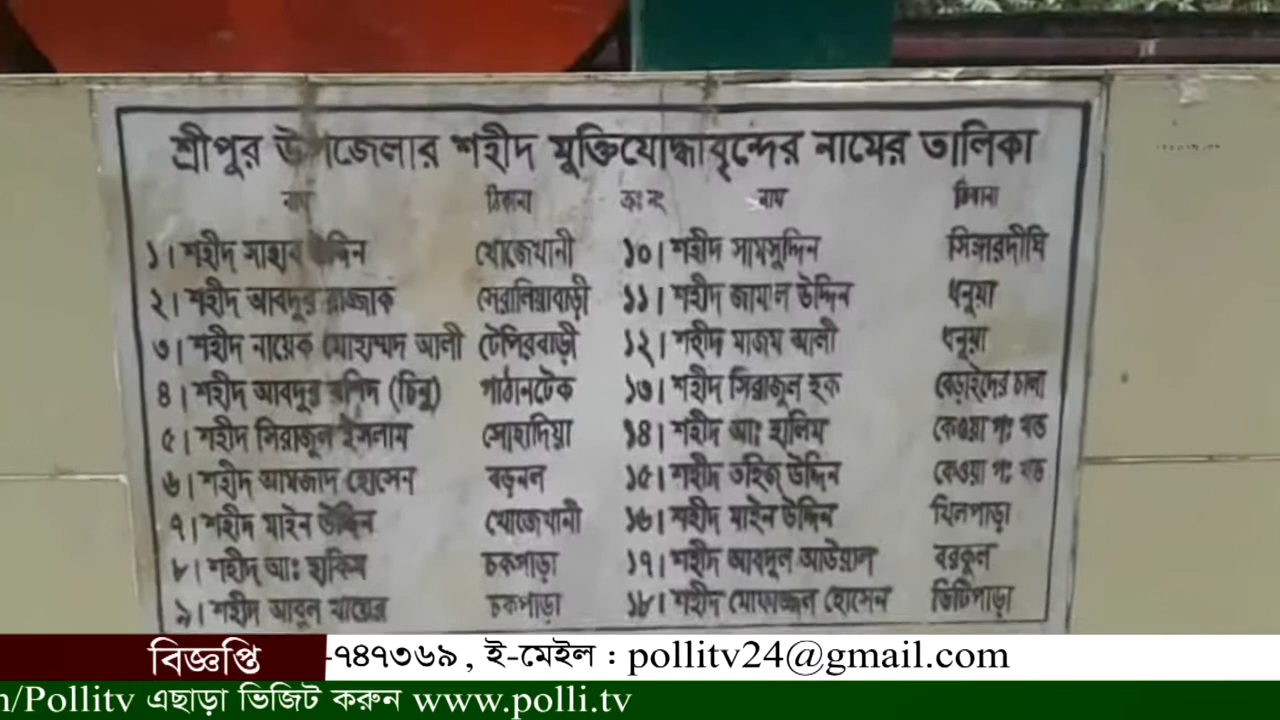 শ্রীপুর উপজেলার শহীদ মুক্তিযোদ্ধাবৃন্দের নামের তালিকা
নাম ঠিকানা ক্রঃ নং নাম ঠিকানা
১। শহীদ সাহাব উদ্দিন খোজেখানী ১০। শহীদ সামসুদ্দিন সিঙ্গারদীঘি
২। শহীদ আবদুর রাজ্জাক সেরালিয়াবাড়ী ১১। শহীদ জামাল উদ্দিন ধনুয়া
৩। শহীদ নায়েক মোহাম্মদ আলী টেপিরবাড়ী ১২। শহীদ মাজম আলী ধনুয়া
৪। শহীদ আবদুর রশিদ (চিনু) পাঠানটেক ১৩। শহীদ সিরাজুল হক বেড়াইদের চালা
৫। শহীদ সিরাজুল ইসলাম সোহাদিয়া ১৪। শহীদ আঃ হালিম কেওয়া পঃ খন্ড
৬। শহীদ আমজাদ হোসেন বড়নল ১৫। শহীদ তহিজ উদ্দিন কেওয়া পঃ খন্ড
৭। শহীদ মাইন উদ্দিন খোজেখানী ১৬। শহীদ মাইন উদ্দিন খিলপাড়া
৮। শহীদ আঃ হাকিম চকপাড়া ১৭। শহীদ আবদুল আউয়াল বরকুল
৯। শহীদ আবুল খায়ের চকপাড়া ১৮। শহীদ মোফাজ্জল হোসেন ভিটিপাড়া
বিজ্ঞপ্তি -৭৪৭৩৬৯, ই-মেইল : pollitv24@gmail.com
/Pollitv এছাড়া ভিজিট করুন www.polli.tv